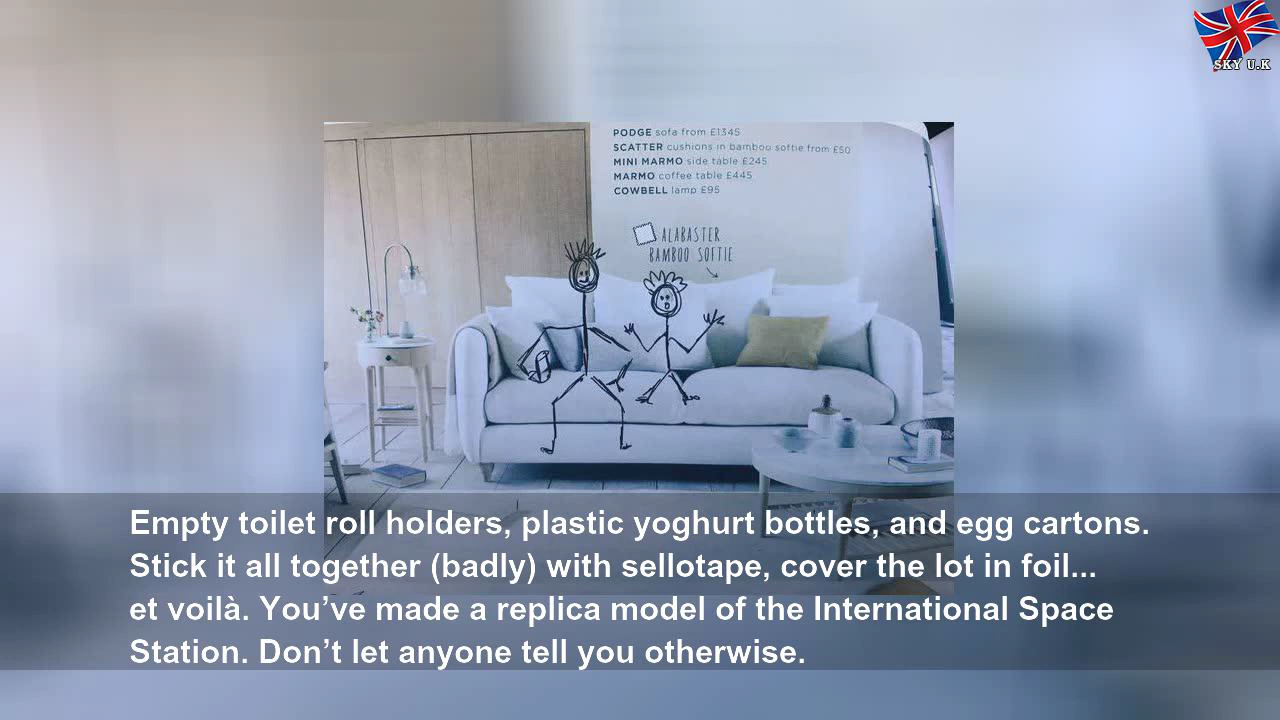 SKY U.K
PODGE sofa from £1345
SCATTER cushions in bamboo softie from £50
MINI MARMO side table £245
MARMO coffee table £445
COWBELL lamp £95
ALABASTER
BAMBOO SOFTIE
Empty toilet roll holders, plastic yoghurt bottles, and egg cartons.
Stick it all together (badly) with sellotape, cover the lot in foil...
et voilà. You’ve made a replica model of the International Space
Station. Don’t let anyone tell you otherwise.